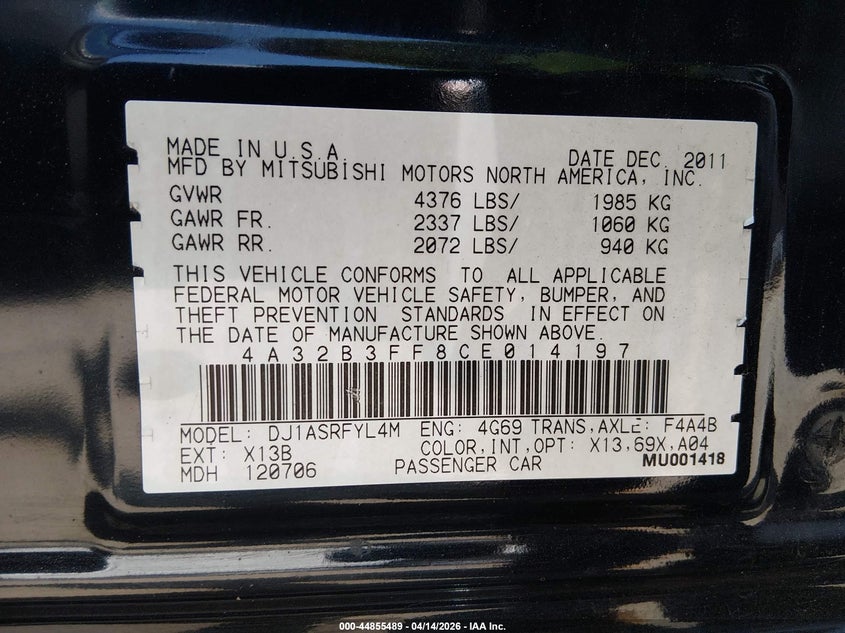 MADE IN U.S.A. DATE DEC. 2011
MFD BY MITSUBISHI MOTORS NORTH AMERICA, INC.
GVWR 4376 LBS/ 1985 KG
GAWR FR. 2337 LBS/ 1060 KG
GAWR RR. 2072 LBS/ 940 KG
THIS VEHICLE CONFORMS TO ALL APPLICABLE
FEDERAL MOTOR VEHICLE SAFETY, BUMPER, AND
THEFT PREVENTION STANDARDS IN EFFECT ON
THE DATE OF MANUFACTURE SHOWN ABOVE.
4A32B3FF8CE014197
MODEL: DJ1ASRFYL4M ENG: 4G69 TRANS,AXLE: F4A4B
EXT: X13B COLOR,INT,OPT: X13,69X,A04
MDH 120706 PASSENGER CAR MU001418
000-44855489 - 04/14/2026 - IAA Inc.